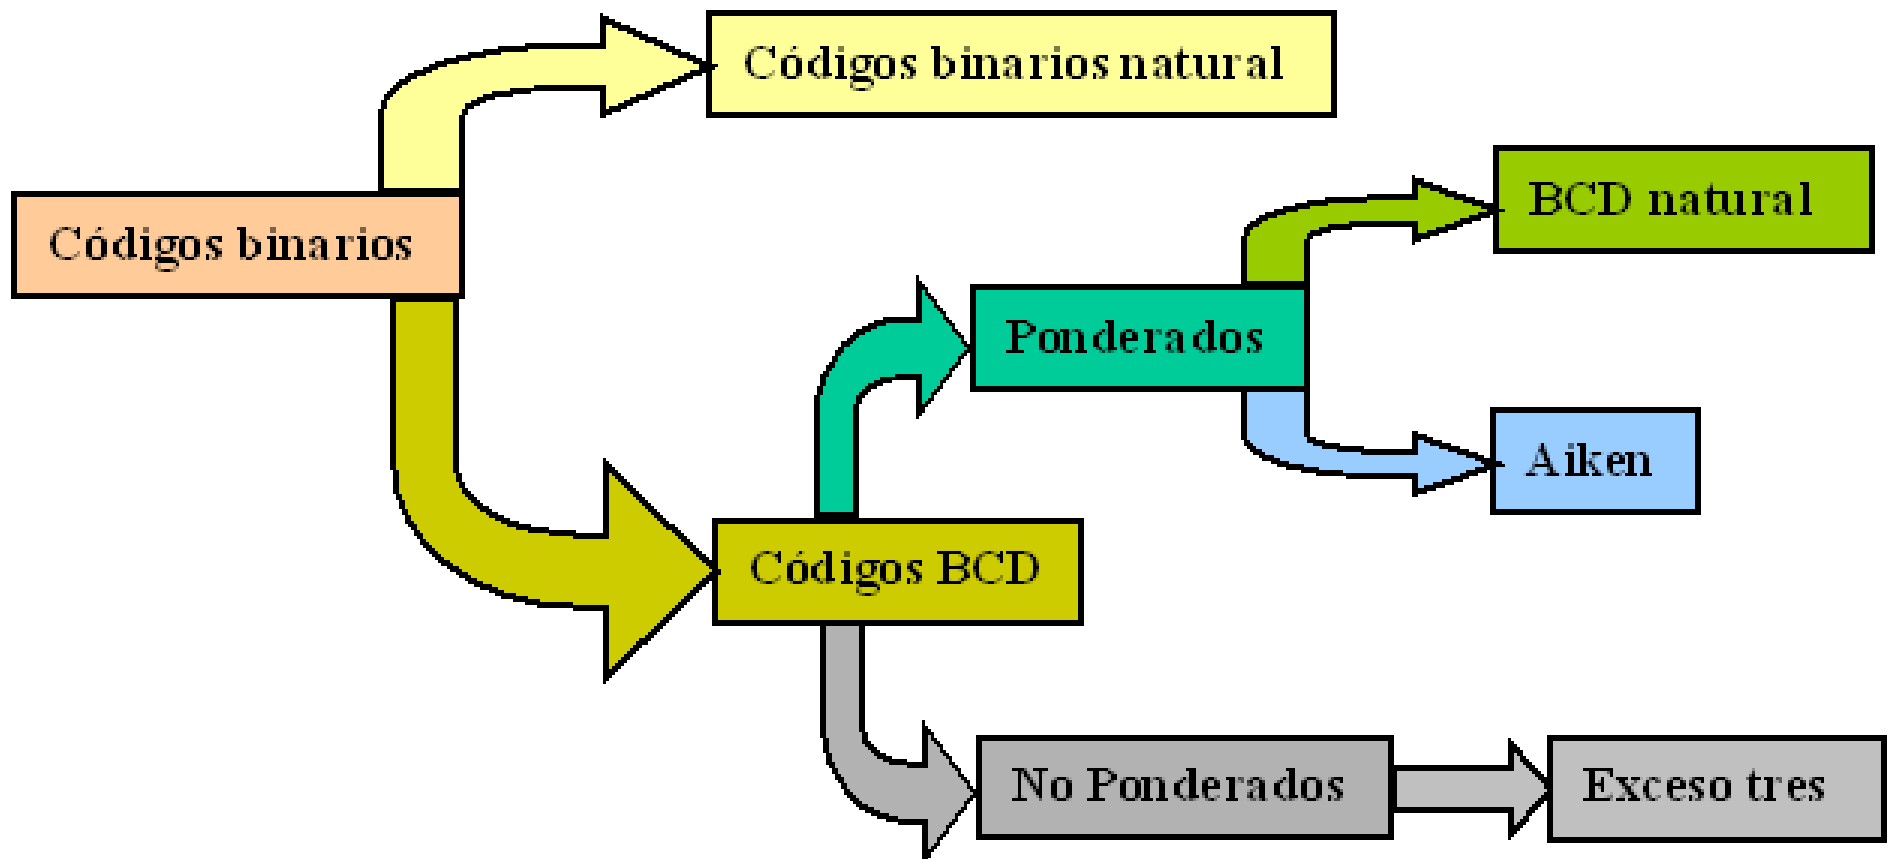 Códigos binarios natural
BCD natural
Códigos binarios
Ponderados
Aiken
Códigos BCD
No Ponderados
Exceso tres